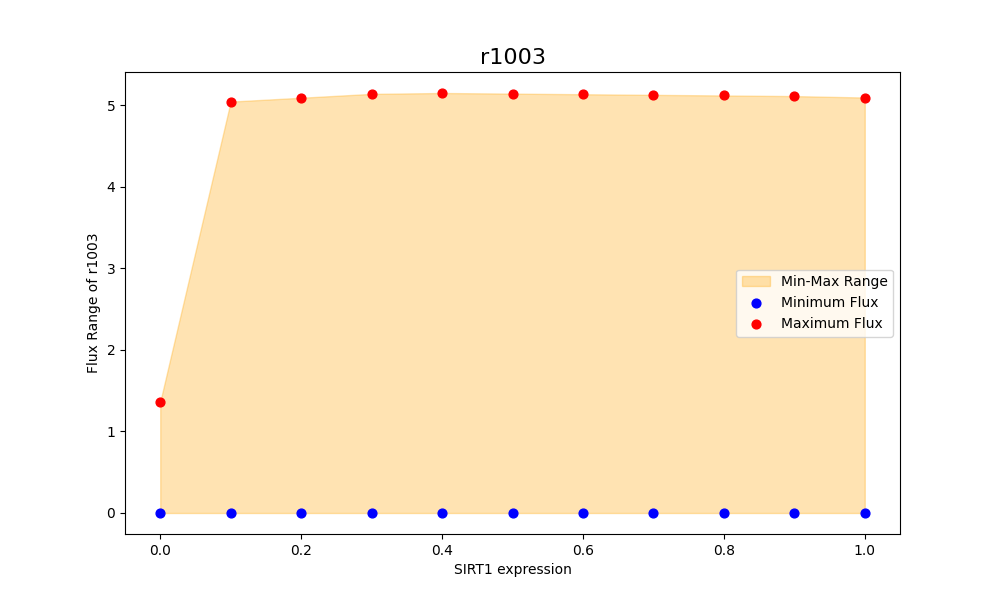 r1003
5
4
3
2
1
0
Flux Range of r1003
Min-Max Range
Minimum Flux
Maximum Flux
0.0 0.2 0.4 0.6 0.8 1.0
SIRT1 expression